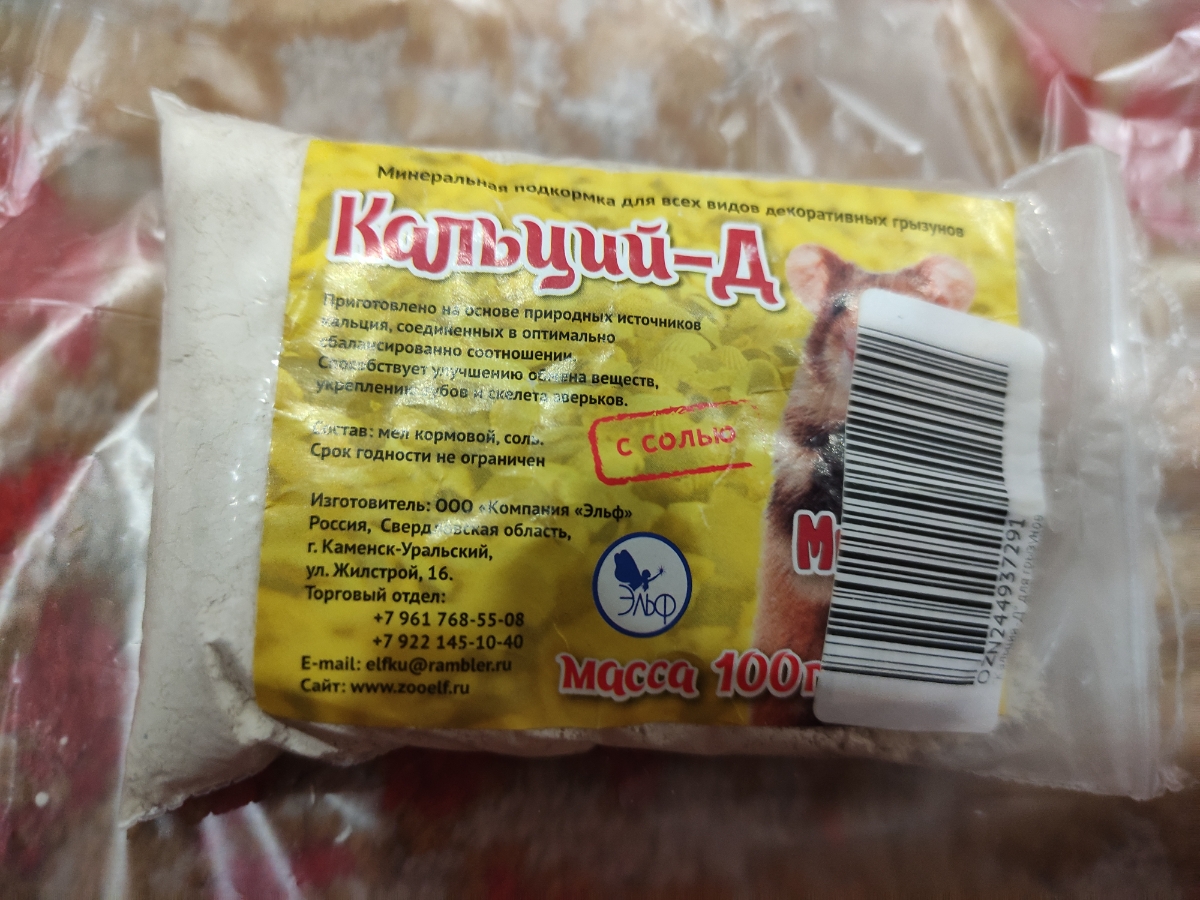 Минеральная подкормка для всех видов декоративных грызунов
Кальций-Д
Приготовлено на основе природных источников
кальция, соединенных в оптимально
сбалансированно соотношении.
Способствует улучшению обмена веществ,
укреплению зубов и скелета зверьков.
Состав: мел кормовой, соль.
Срок годности не ограничен
с солью
Изготовитель: ООО «Компания «Эльф»
Россия, Свердловская область,
г. Каменск-Уральский,
ул. Жилстрой, 16.
Торговый отдел:
+7 961 768-55-08
+7 922 145-10-40
E-mail: elfku@rambler.ru
Сайт: www.zooelf.ru
Эльф
Масса 100г
OZN244937291